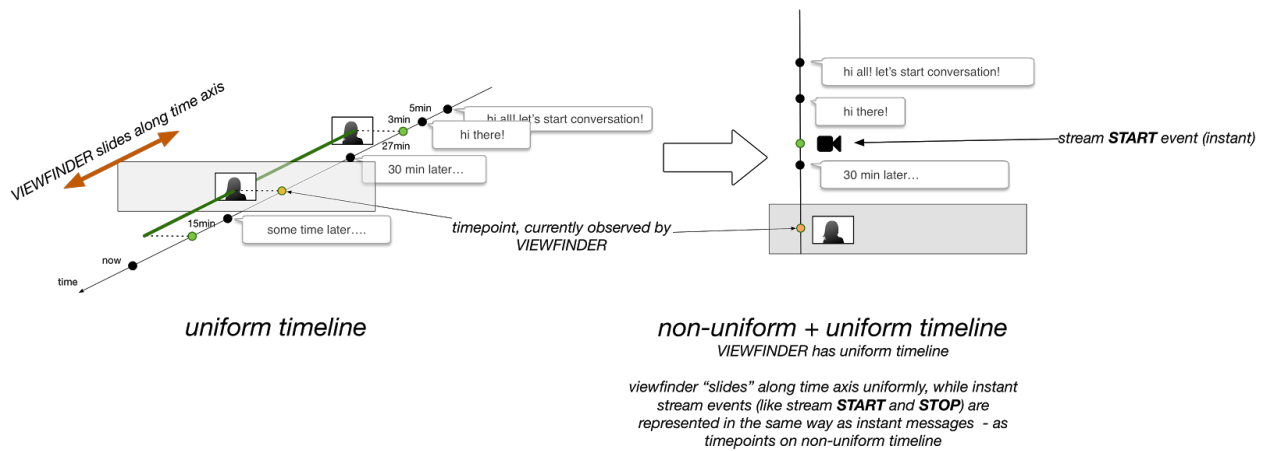 VIEWFINDER slides along time axis
5min
hi all! let's start conversation!
3min
hi there!
27min
30 min later…
15min
some time later….
now
time
timepoint, currently observed by
VIEWFINDER
uniform timeline
hi all! let's start conversation!
hi there!
stream START event (instant)
30 min later…
non-uniform + uniform timeline
VIEWFINDER has uniform timeline
viewfinder “slides” along time axis uniformly, while instant
stream events (like stream START and STOP) are
represented in the same way as instant messages - as
timepoints on non-uniform timeline